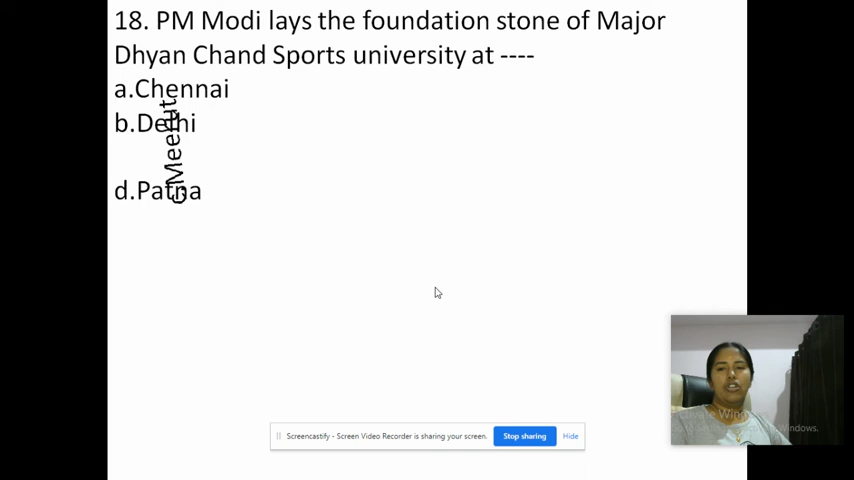 18. PM Modi lays the foundation stone of Major
Dhyan Chand Sports university at ----
a.Chennai
b.Delhi
c.Meerut
d.Patna
Screencastify - Screen Video Recorder is sharing your screen.
Stop sharing
Hide
Windows.